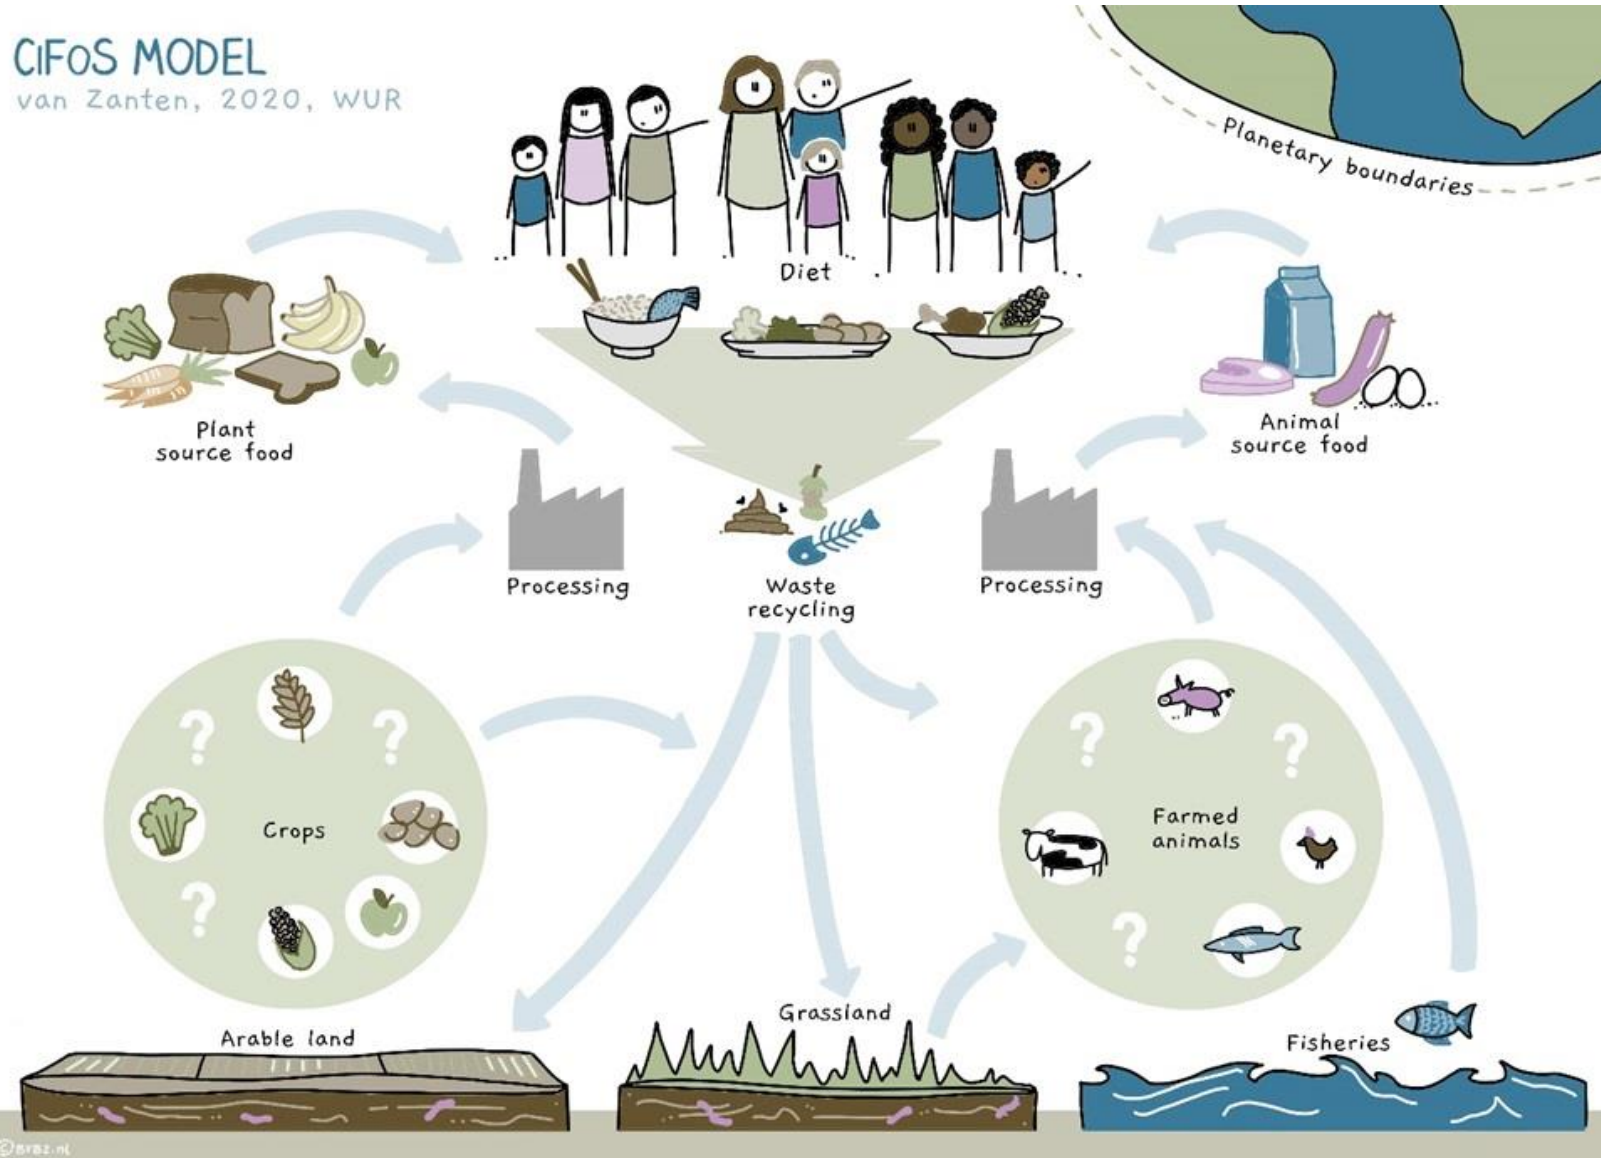 CiFoS MODEL
van Zanten, 2020, WUR
Planetary boundaries
Diet
Plant
source food
Animal
source food
Processing
Waste
recycling
Processing
?
?
?
Crops
?
?
?
Farmed
animals
Arable land
Grassland
Fisheries